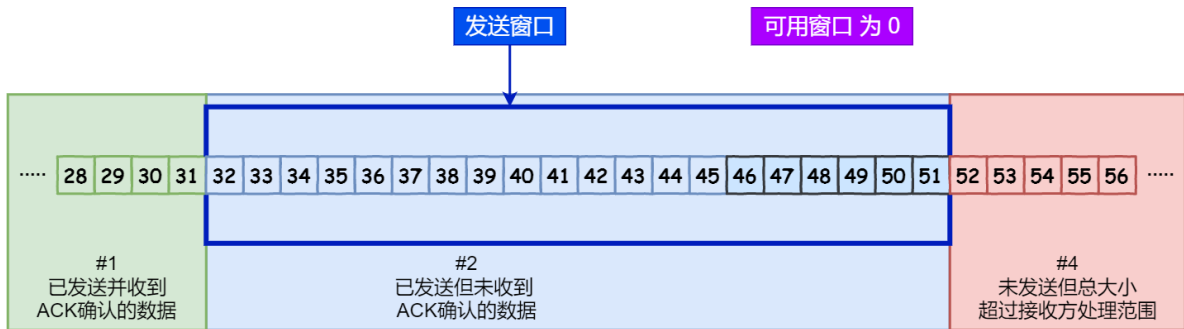 发送窗口
可用窗口 为 0
····· 28 29 30 31 32 33 34 35 36 37 38 39 40 41 42 43 44 45 46 47 48 49 50 51 52 53 54 55 56 ·····
#1
已发送并收到
ACK确认的数据
#2
已发送但未收到
ACK确认的数据
#4
未发送但总大小
超过接收方处理范围